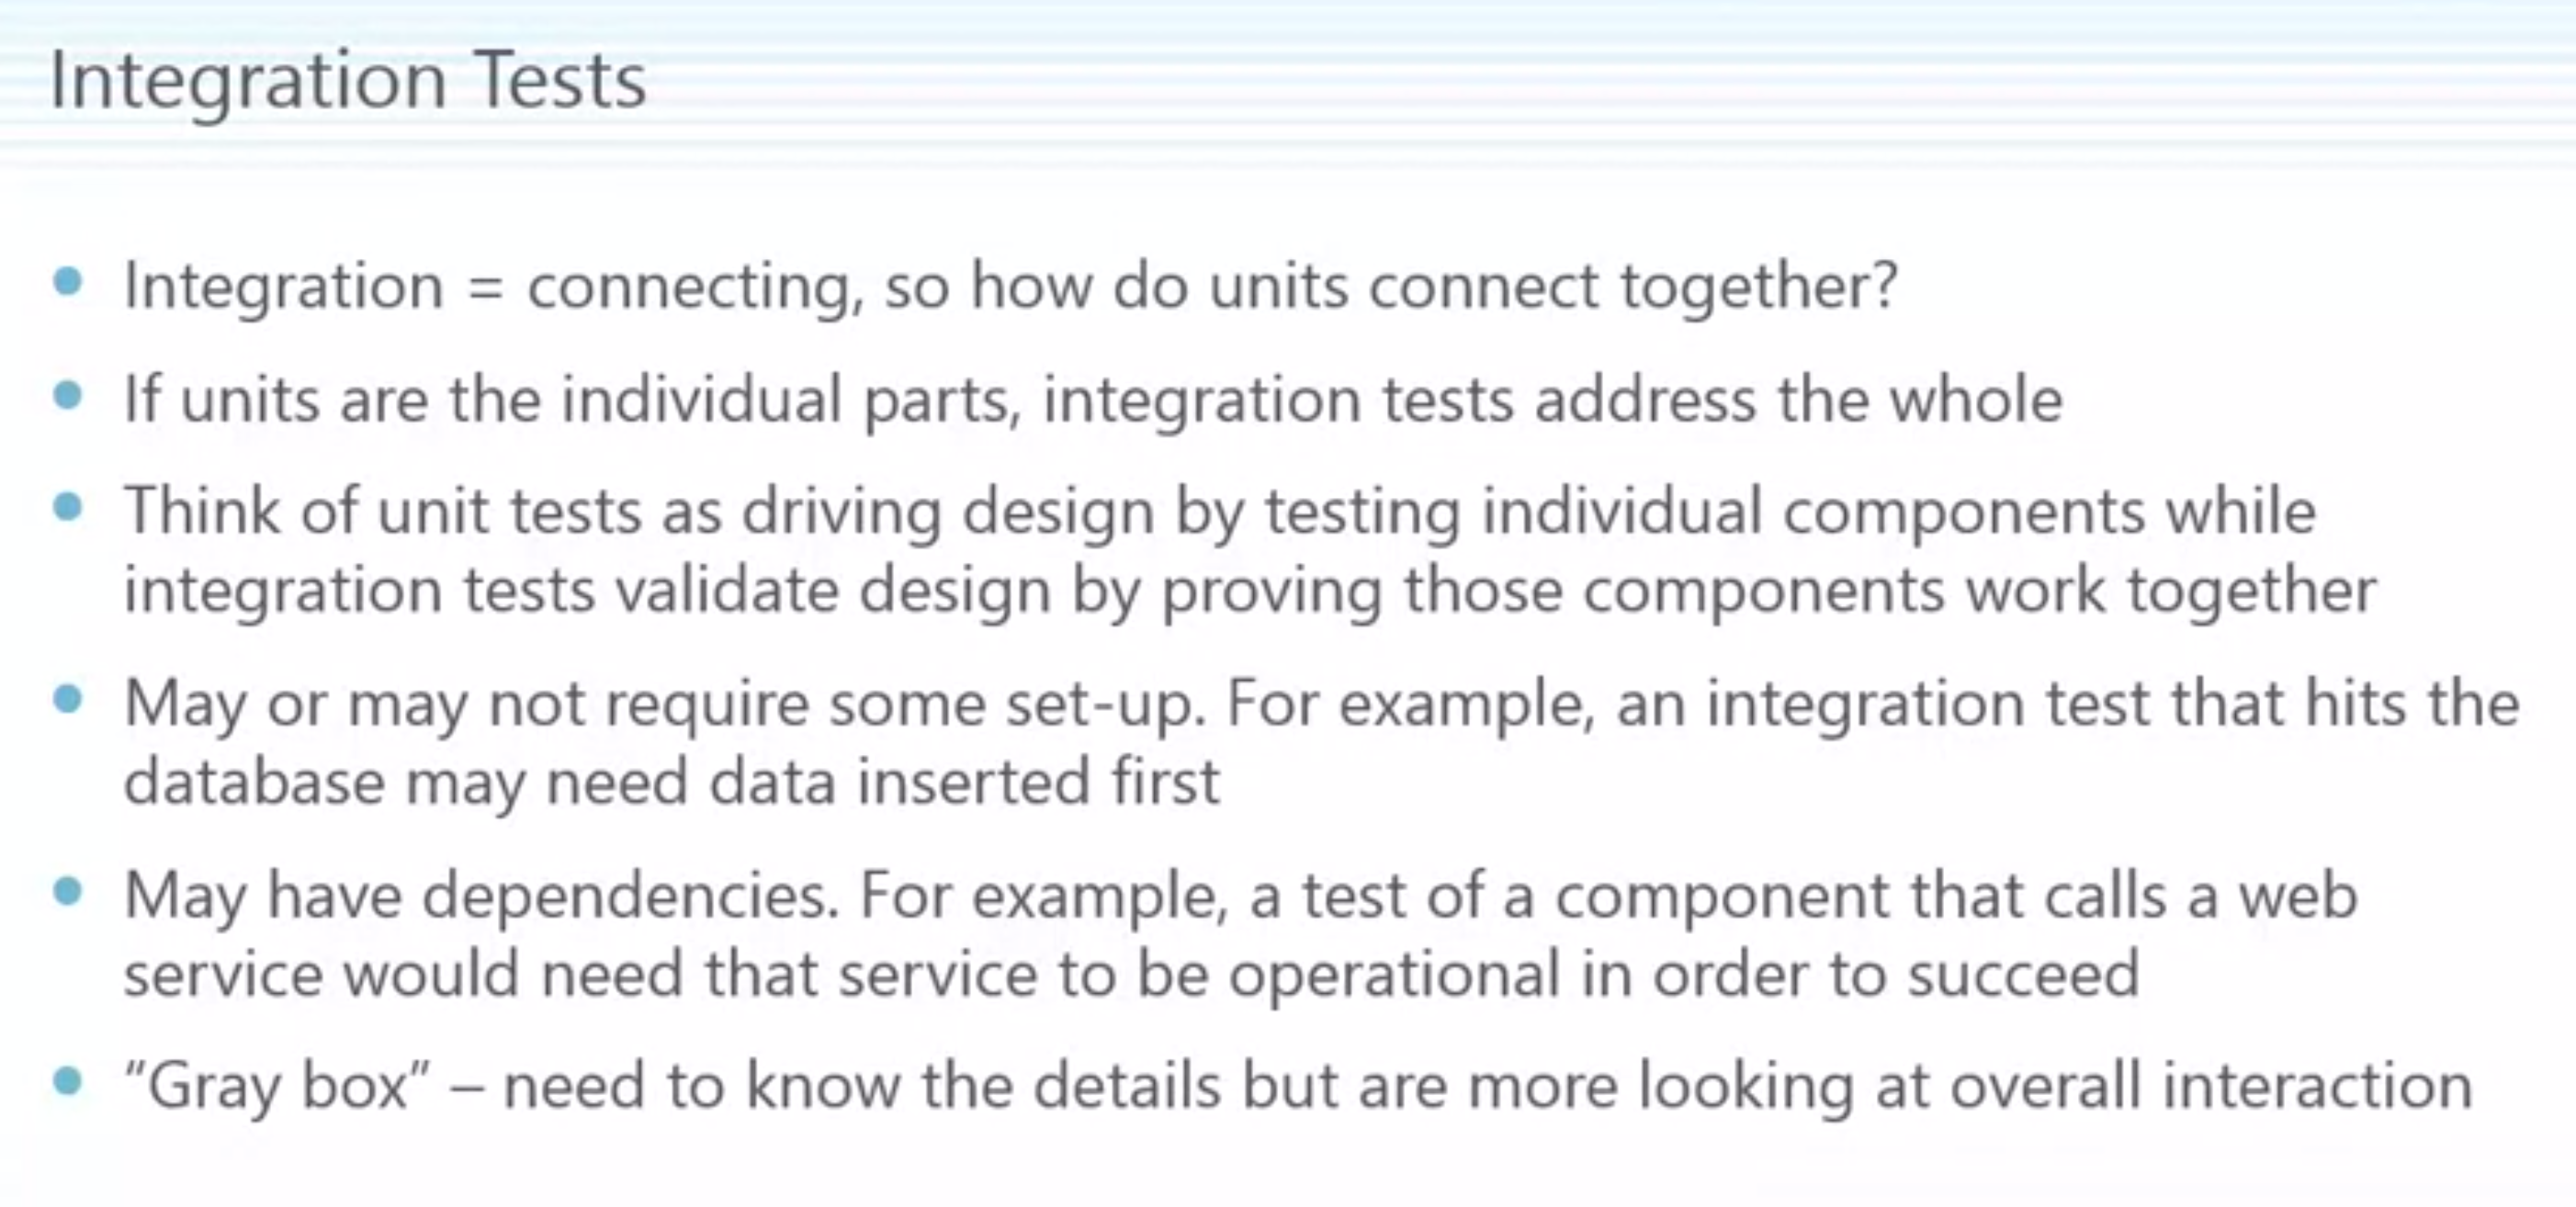 Integration Tests
• Integration = connecting, so how do units connect together?
• If units are the individual parts, integration tests address the whole
• Think of unit tests as driving design by testing individual components while
integration tests validate design by proving those components work together
• May or may not require some set-up. For example, an integration test that hits the
database may need data inserted first
• May have dependencies. For example, a test of a component that calls a web
service would need that service to be operational in order to succeed
• "Gray box" – need to know the details but are more looking at overall interaction